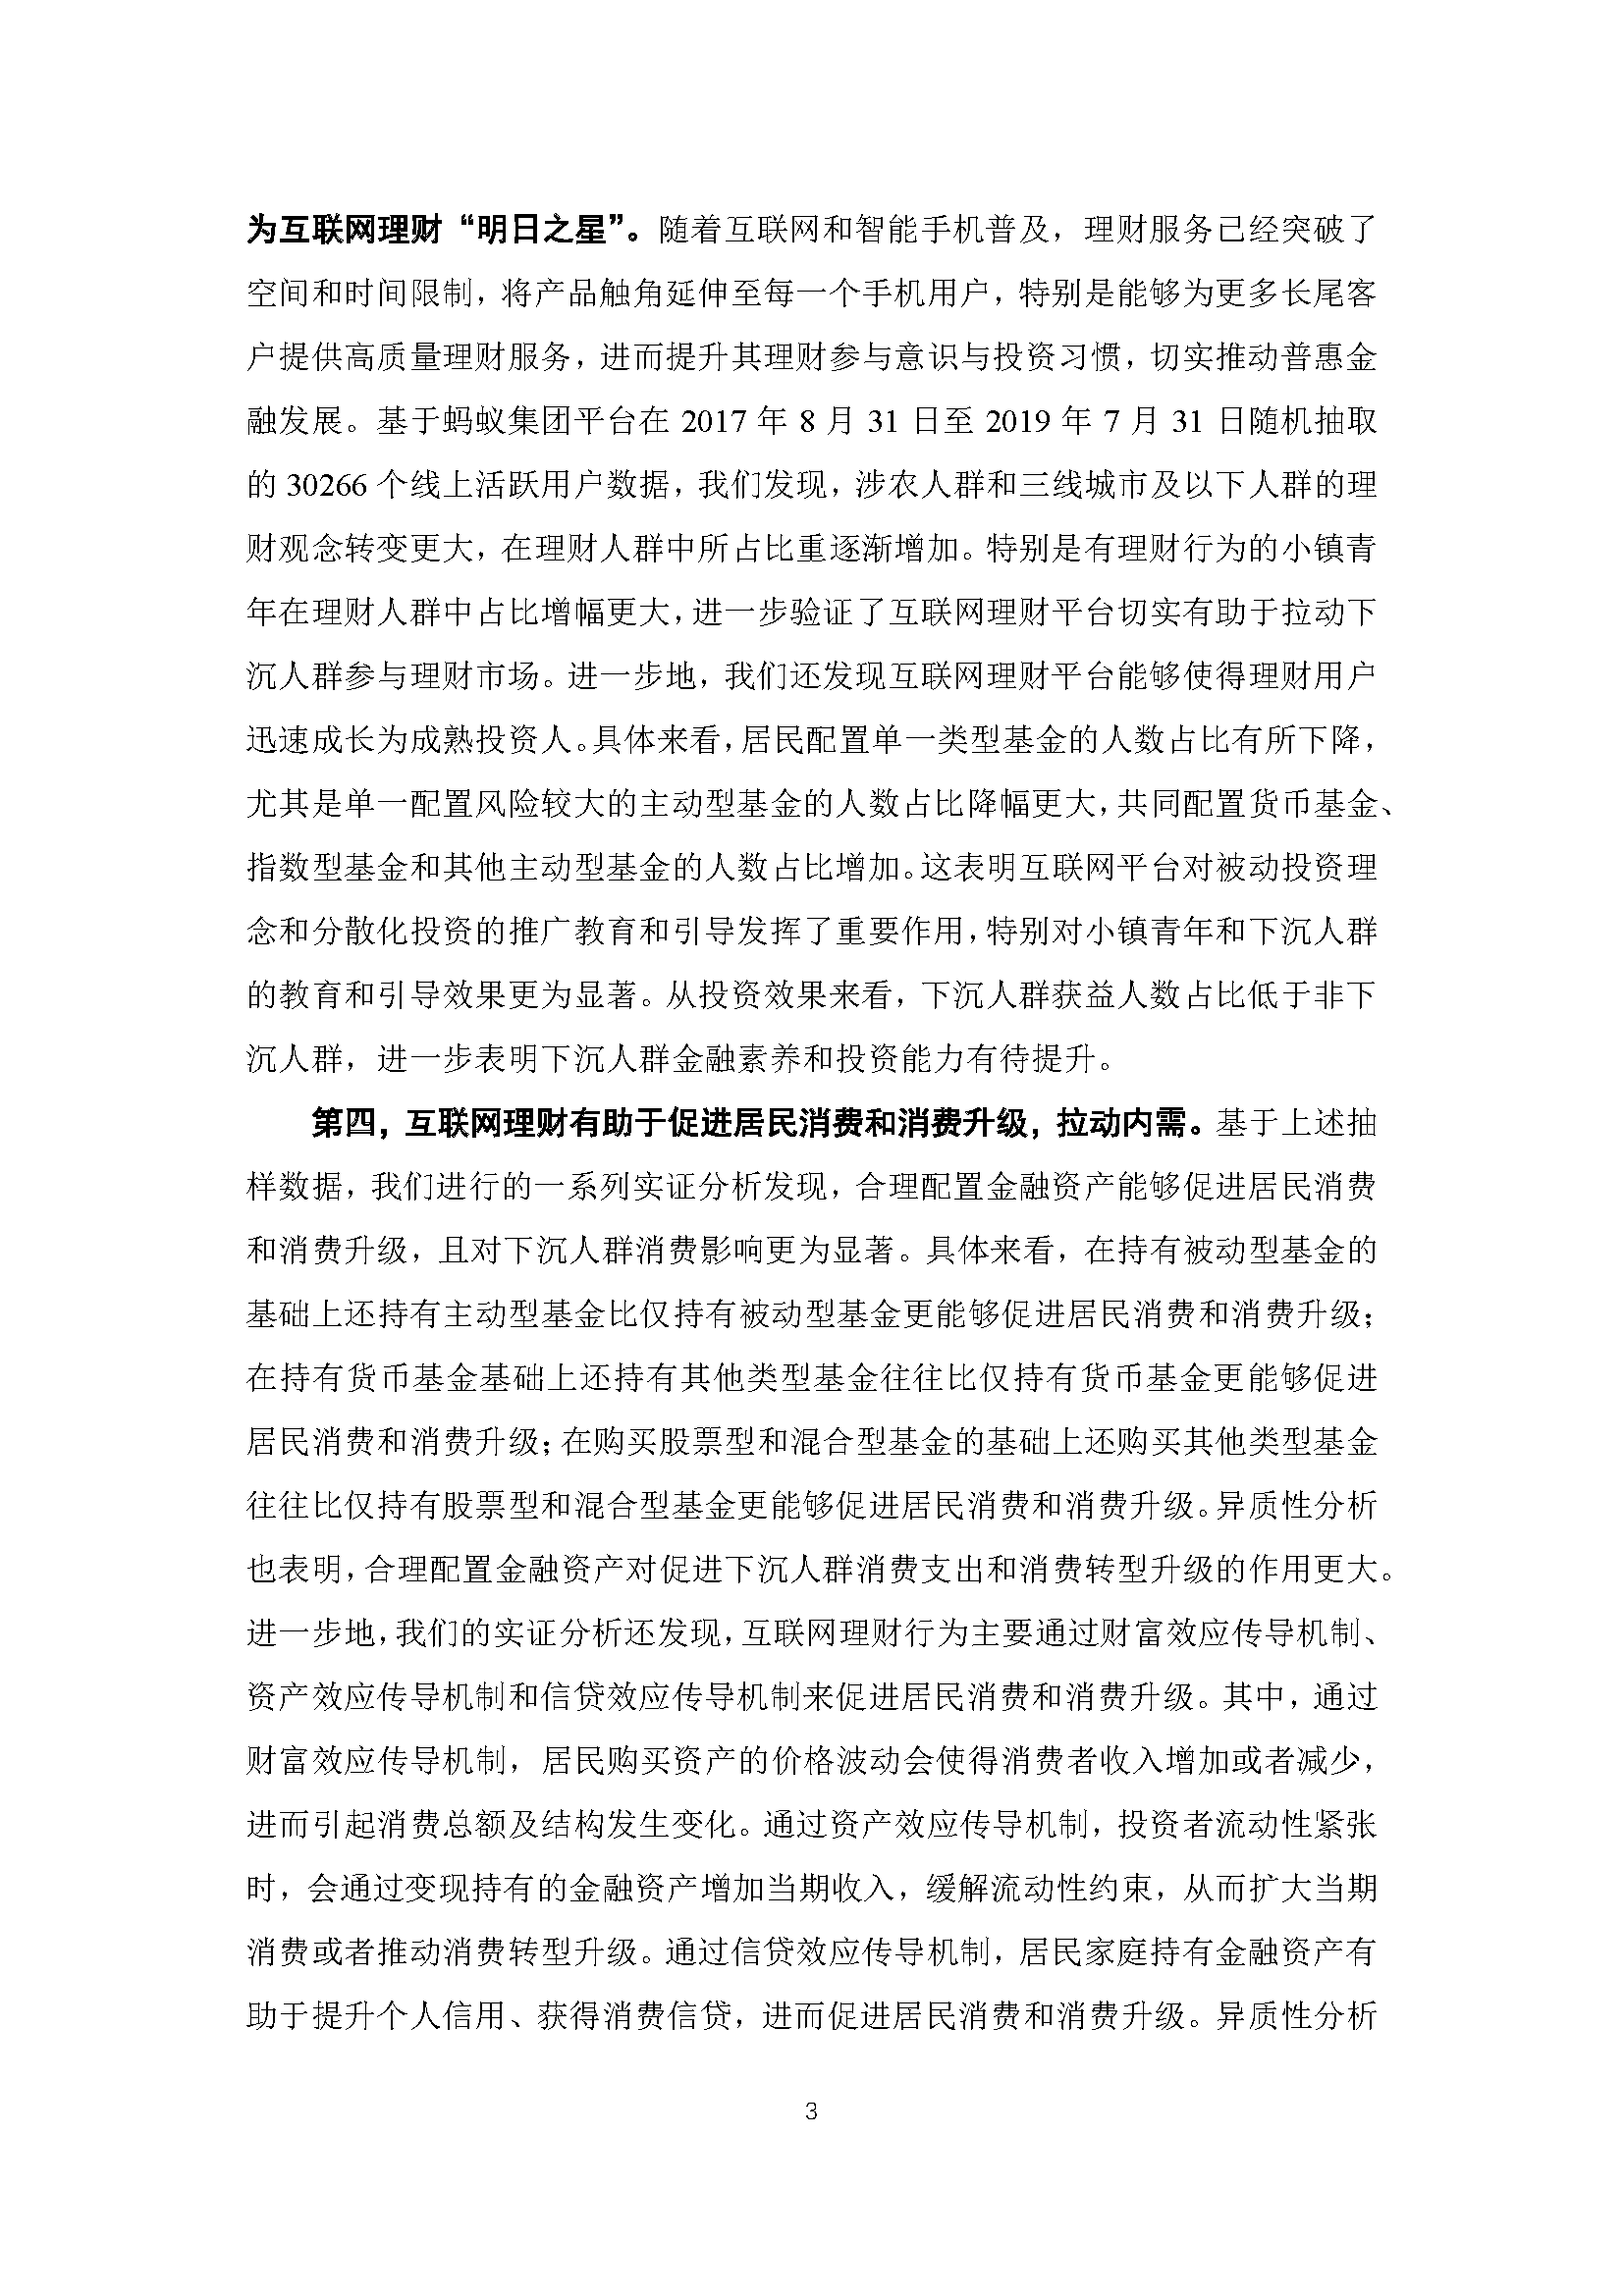 为互联网理财“明日之星”。随着互联网和智能手机普及，理财服务已经突破了
空间和时间限制，将产品触角延伸至每一个手机用户，特别是能够为更多长尾客
户提供高质量理财服务，进而提升其理财参与意识与投资习惯，切实推动普惠金
融发展。基于蚂蚁集团平台在 2017 年 8 月 31 日至 2019 年 7 月 31 日随机抽取
的 30266 个线上活跃用户数据，我们发现，涉农人群和三线城市及以下人群的理
财观念转变更大，在理财人群中所占比重逐渐增加。特别是有理财行为的小镇青
年在理财人群中占比增幅更大，进一步验证了互联网理财平台切实有助于拉动下
沉人群参与理财市场。进一步地，我们还发现互联网理财平台能够使得理财用户
迅速成长为成熟投资人。具体来看，居民配置单一类型基金的人数占比有所下降，
尤其是单一配置风险较大的主动型基金的人数占比降幅更大，共同配置货币基金、
指数型基金和其他主动型基金的人数占比增加。这表明互联网平台对被动投资理
念和分散化投资的推广教育和引导发挥了重要作用，特别对小镇青年和下沉人群
的教育和引导效果更为显著。从投资效果来看，下沉人群获益人数占比低于非下
沉人群，进一步表明下沉人群金融素养和投资能力有待提升。
第四，互联网理财有助于促进居民消费和消费升级，拉动内需。基于上述抽
样数据，我们进行的一系列实证分析发现，合理配置金融资产能够促进居民消费
和消费升级，且对下沉人群消费影响更为显著。具体来看，在持有被动型基金的
基础上还持有主动型基金比仅持有被动型基金更能够促进居民消费和消费升级；
在持有货币基金基础上还持有其他类型基金往往比仅持有货币基金更能够促进
居民消费和消费升级；在购买股票型和混合型基金的基础上还购买其他类型基金
往往比仅持有股票型和混合型基金更能够促进居民消费和消费升级。异质性分析
也表明，合理配置金融资产对促进下沉人群消费支出和消费转型升级的作用更大。
进一步地，我们的实证分析还发现，互联网理财行为主要通过财富效应传导机制、
资产效应传导机制和信贷效应传导机制来促进居民消费和消费升级。其中，通过
财富效应传导机制，居民购买资产的价格波动会使得消费者收入增加或者减少，
进而引起消费总额及结构发生变化。通过资产效应传导机制，投资者流动性紧张
时，会通过变现持有的金融资产增加当期收入，缓解流动性约束，从而扩大当期
消费或者推动消费转型升级。通过信贷效应传导机制，居民家庭持有金融资产有
助于提升个人信用、获得消费信贷，进而促进居民消费和消费升级。异质性分析
3